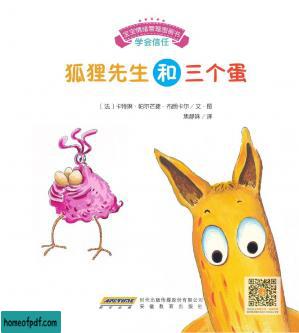 宝宝情绪管理图画书
学会信任
狐狸先生和三个蛋
（法）卡特琳·帕尔芒捷·布朗卡尔／文·图
焦静姝／译
时代出版传媒股份有限公司
安徽教育出版社
homeofpdf.com